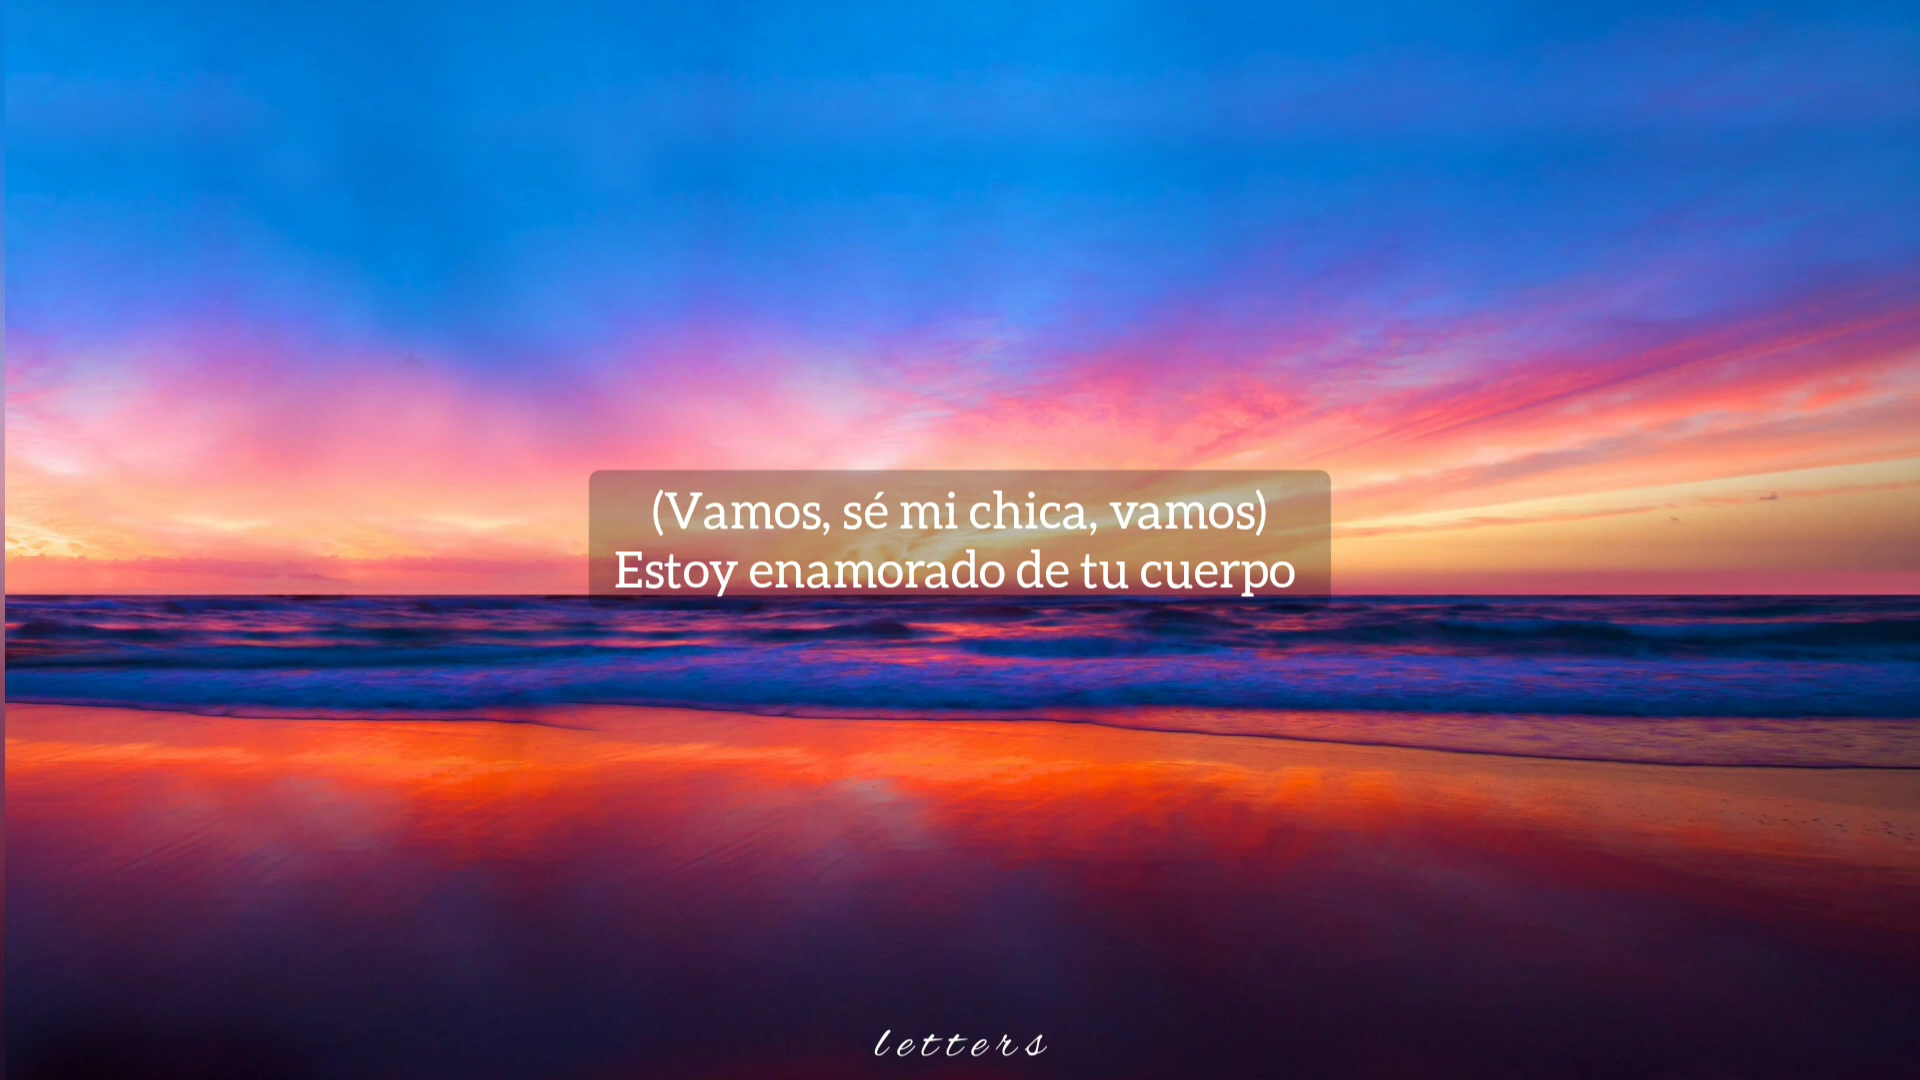 (Vamos, sé mi chica, vamos)
Estoy enamorado de tu cuerpo
letters